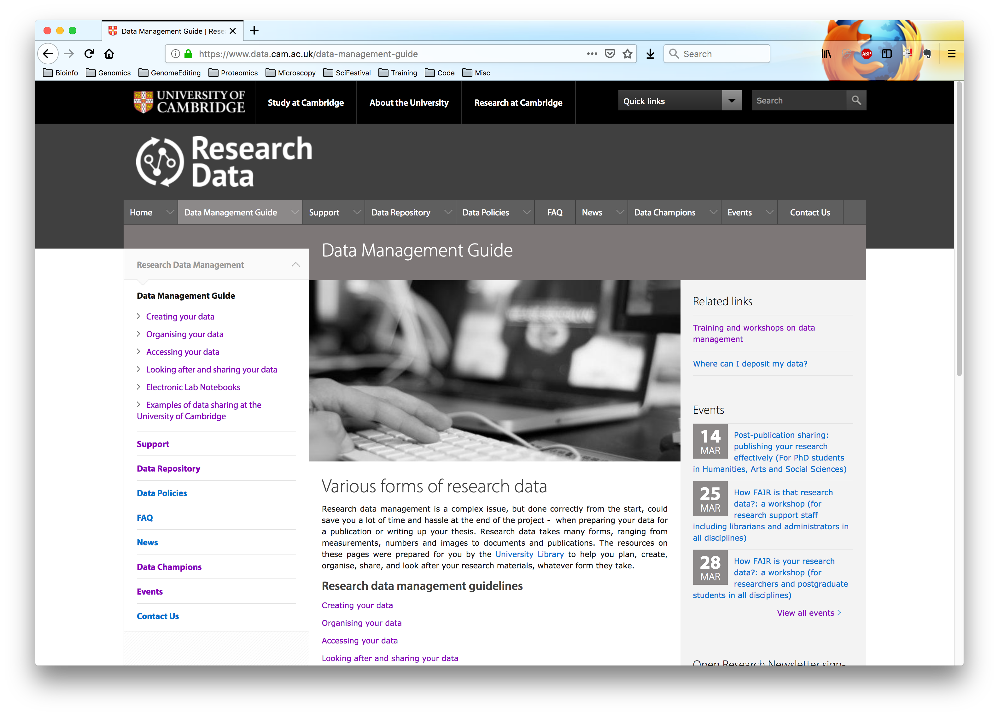 Data Management Guide | Rese
https://www.data.cam.ac.uk/data-management-guide
Search
ABP
Bioinfo
Genomics
GenomeEditing
Proteomics
Microscopy
SciFestival
Training
Code
Misc
UNIVERSITY OF
CAMBRIDGE
Study at Cambridge
About the University
Research at Cambridge
Quick links
Search
Research
Data
Home
Data Management Guide
Support
Data Repository
Data Policies
FAQ
News
Data Champions
Events
Contact Us
Data Management Guide
Research Data Management
Data Management Guide
Creating your data
Organising your data
Accessing your data
Looking after and sharing your data
Electronic Lab Notebooks
Examples of data sharing at the
University of Cambridge
Support
Data Repository
Data Policies
FAQ
News
Data Champions
Events
Contact Us
Various forms of research data
Research data management is a complex issue, but done correctly from the start, could
save you a lot of time and hassle at the end of the project - when preparing your data for
a publication or writing up your thesis. Research data takes many forms, ranging from
measurements, numbers and images to documents and publications. The resources on
these pages were prepared for you by the University Library to help you plan, create,
organise, share, and look after your research materials, whatever form they take.
Research data management guidelines
Creating your data
Organising your data
Accessing your data
Looking after and sharing your data
Related links
Training and workshops on data
management
Where can I deposit my data?
Events
14
MAR
Post-publication sharing:
publishing your research
effectively (For PhD students
in Humanities, Arts and Social Sciences)
25
MAR
How FAIR is that research
data?: a workshop (for
research support staff
including librarians and administrators in
all disciplines)
28
MAR
How FAIR is your research
data?: a workshop (for
researchers and postgraduate
students in all disciplines)
View all events
Open Research Newsletter sign-